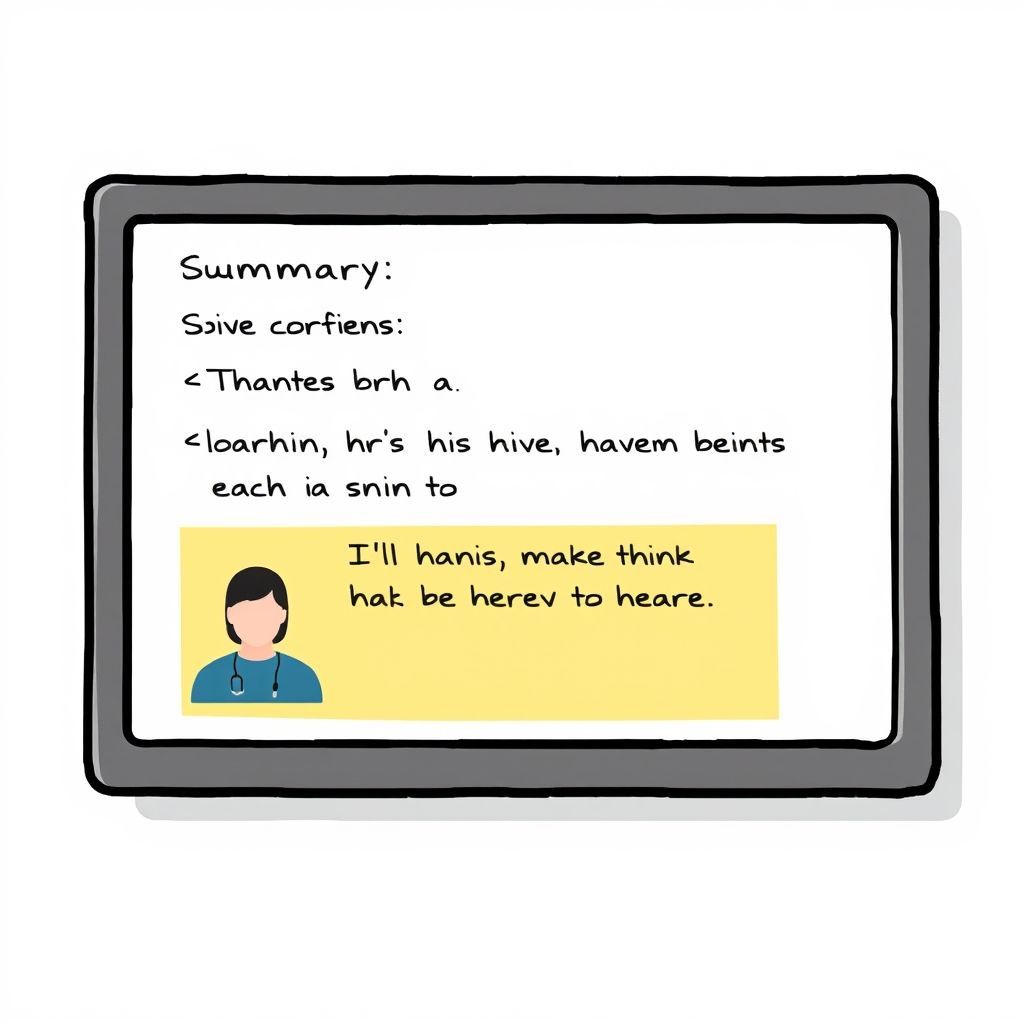 Summary:
Sɔive corfiens:
<Thantes brh a.
<loarhin, hr's his hive, havem beints
each ia snin to
I'll hanis, make think
hak be herev to heare.